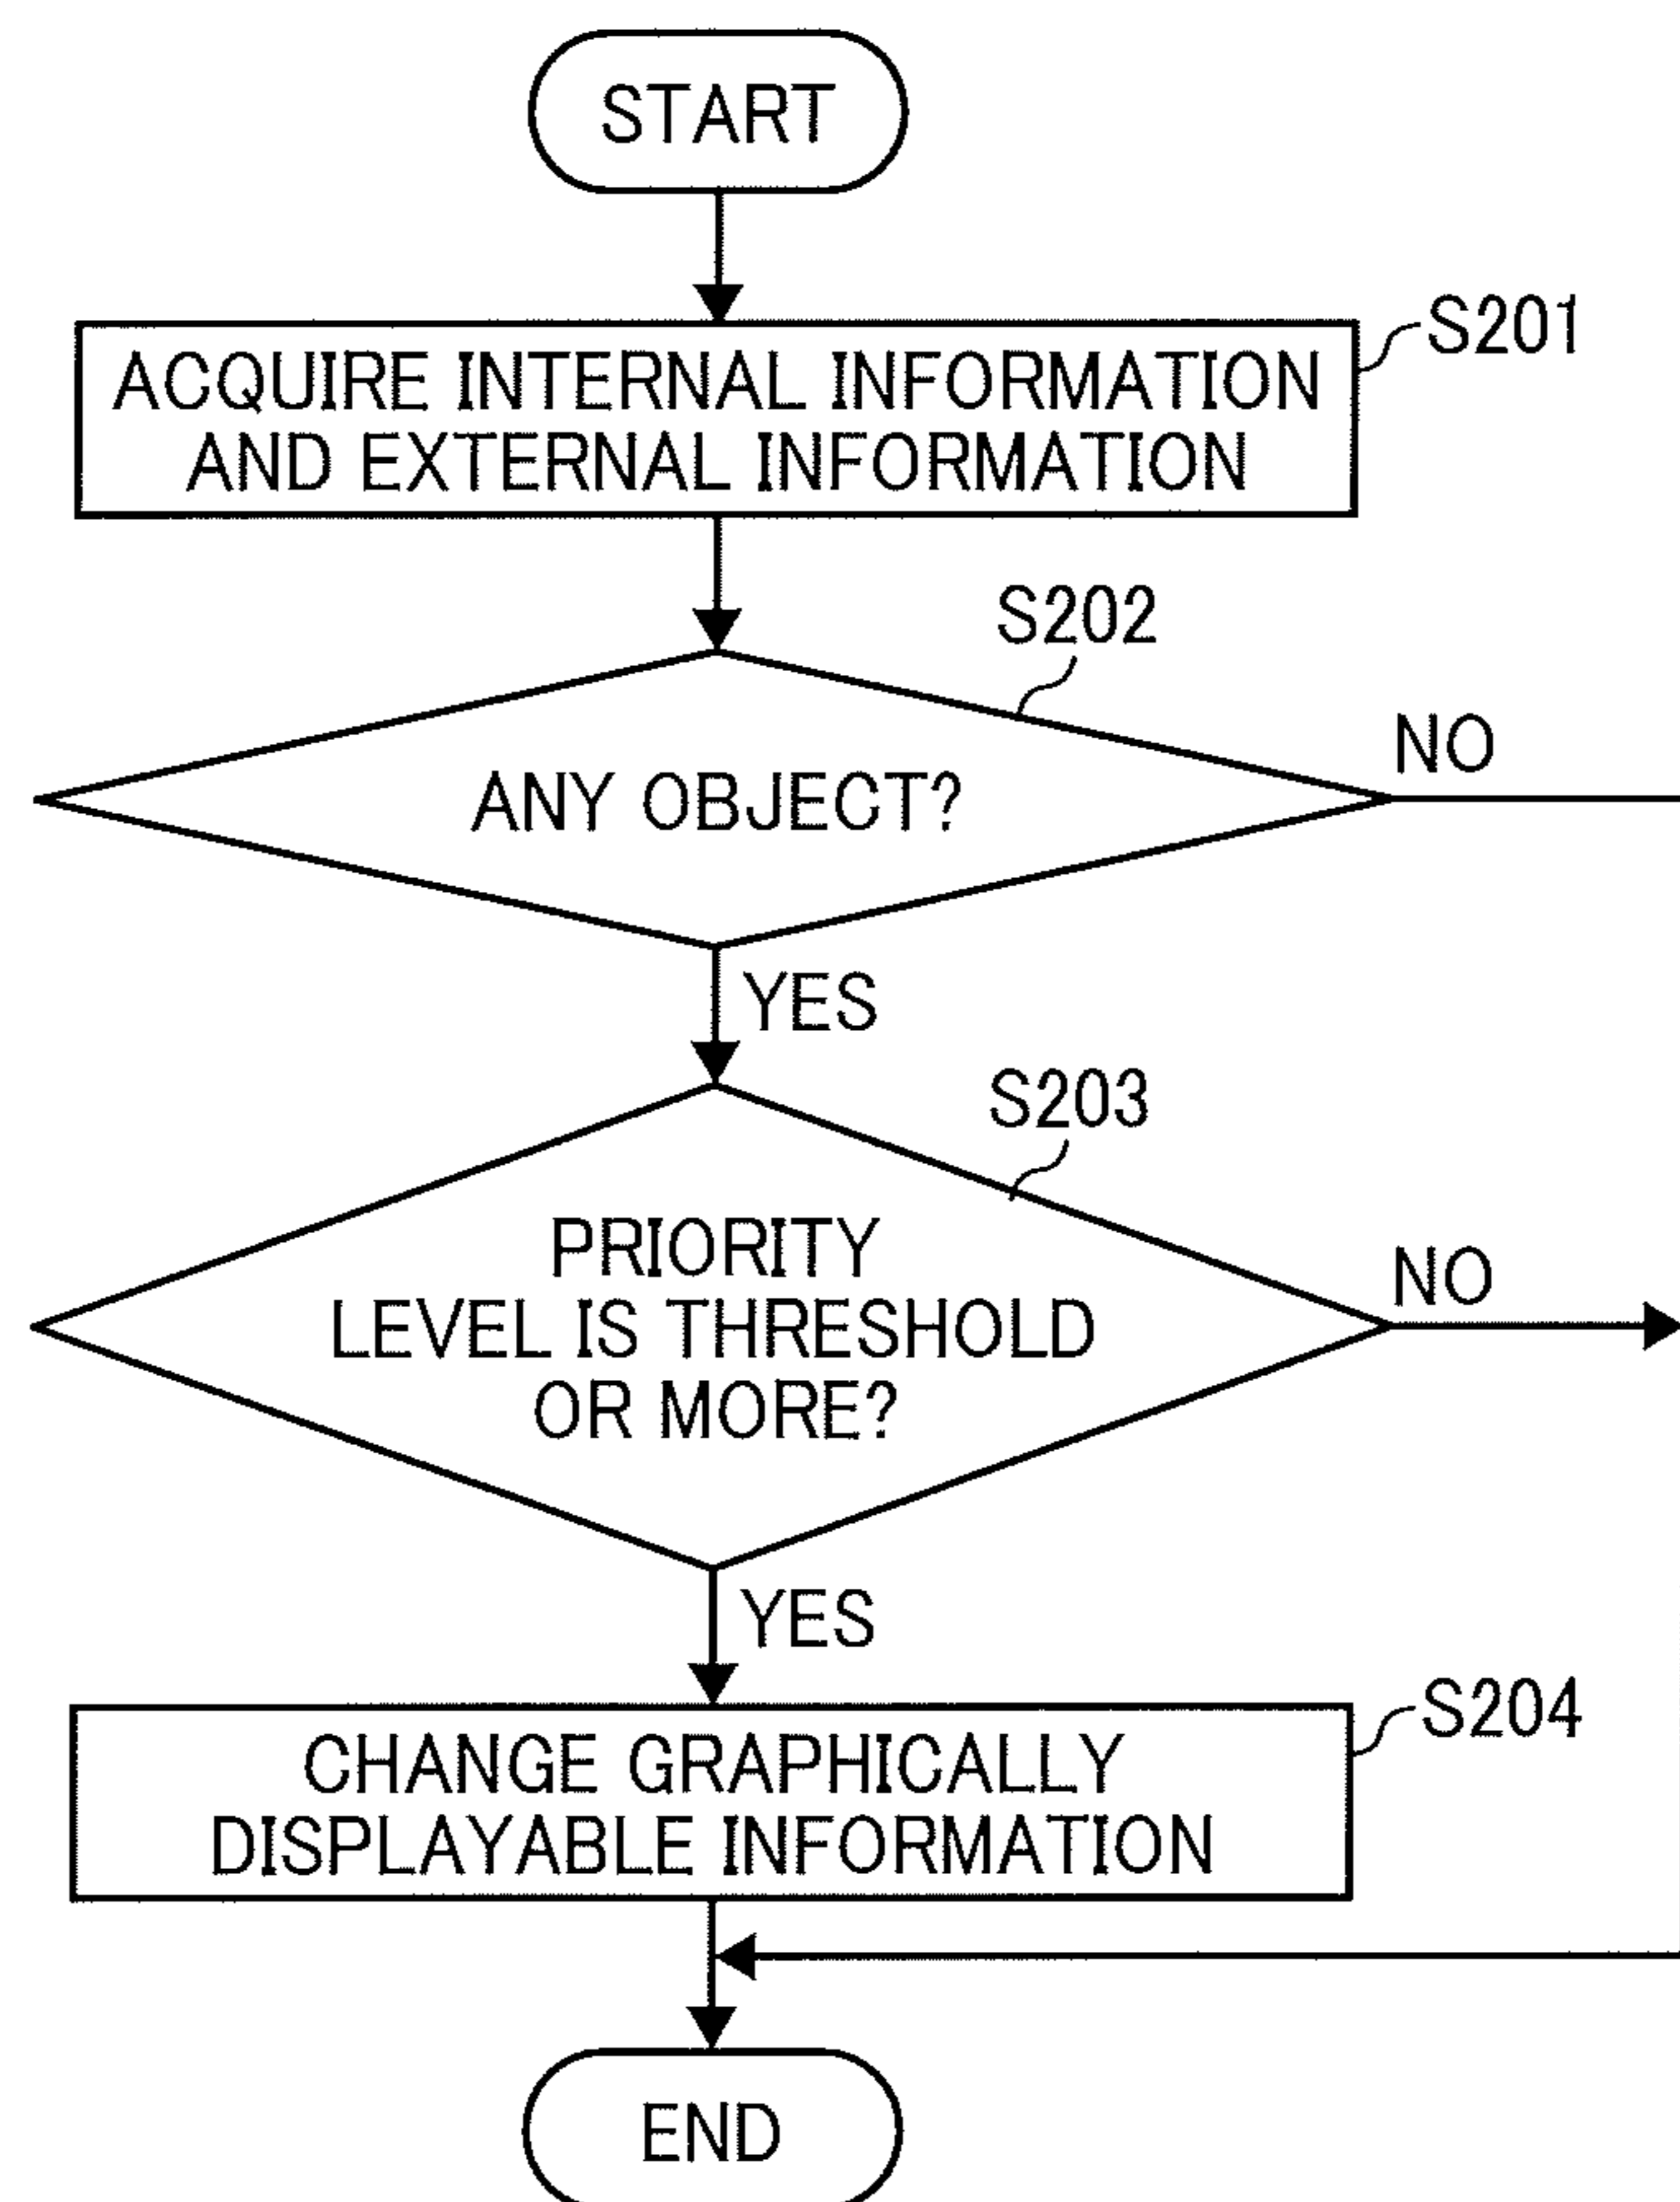 START
S201
ACQUIRE INTERNAL INFORMATION
AND EXTERNAL INFORMATION
S202
NO
ANY OBJECT?
YES
S203
PRIORITY
LEVEL IS THRESHOLD
OR MORE?
NO
YES
S204
CHANGE GRAPHICALLY
DISPLAYABLE INFORMATION
END